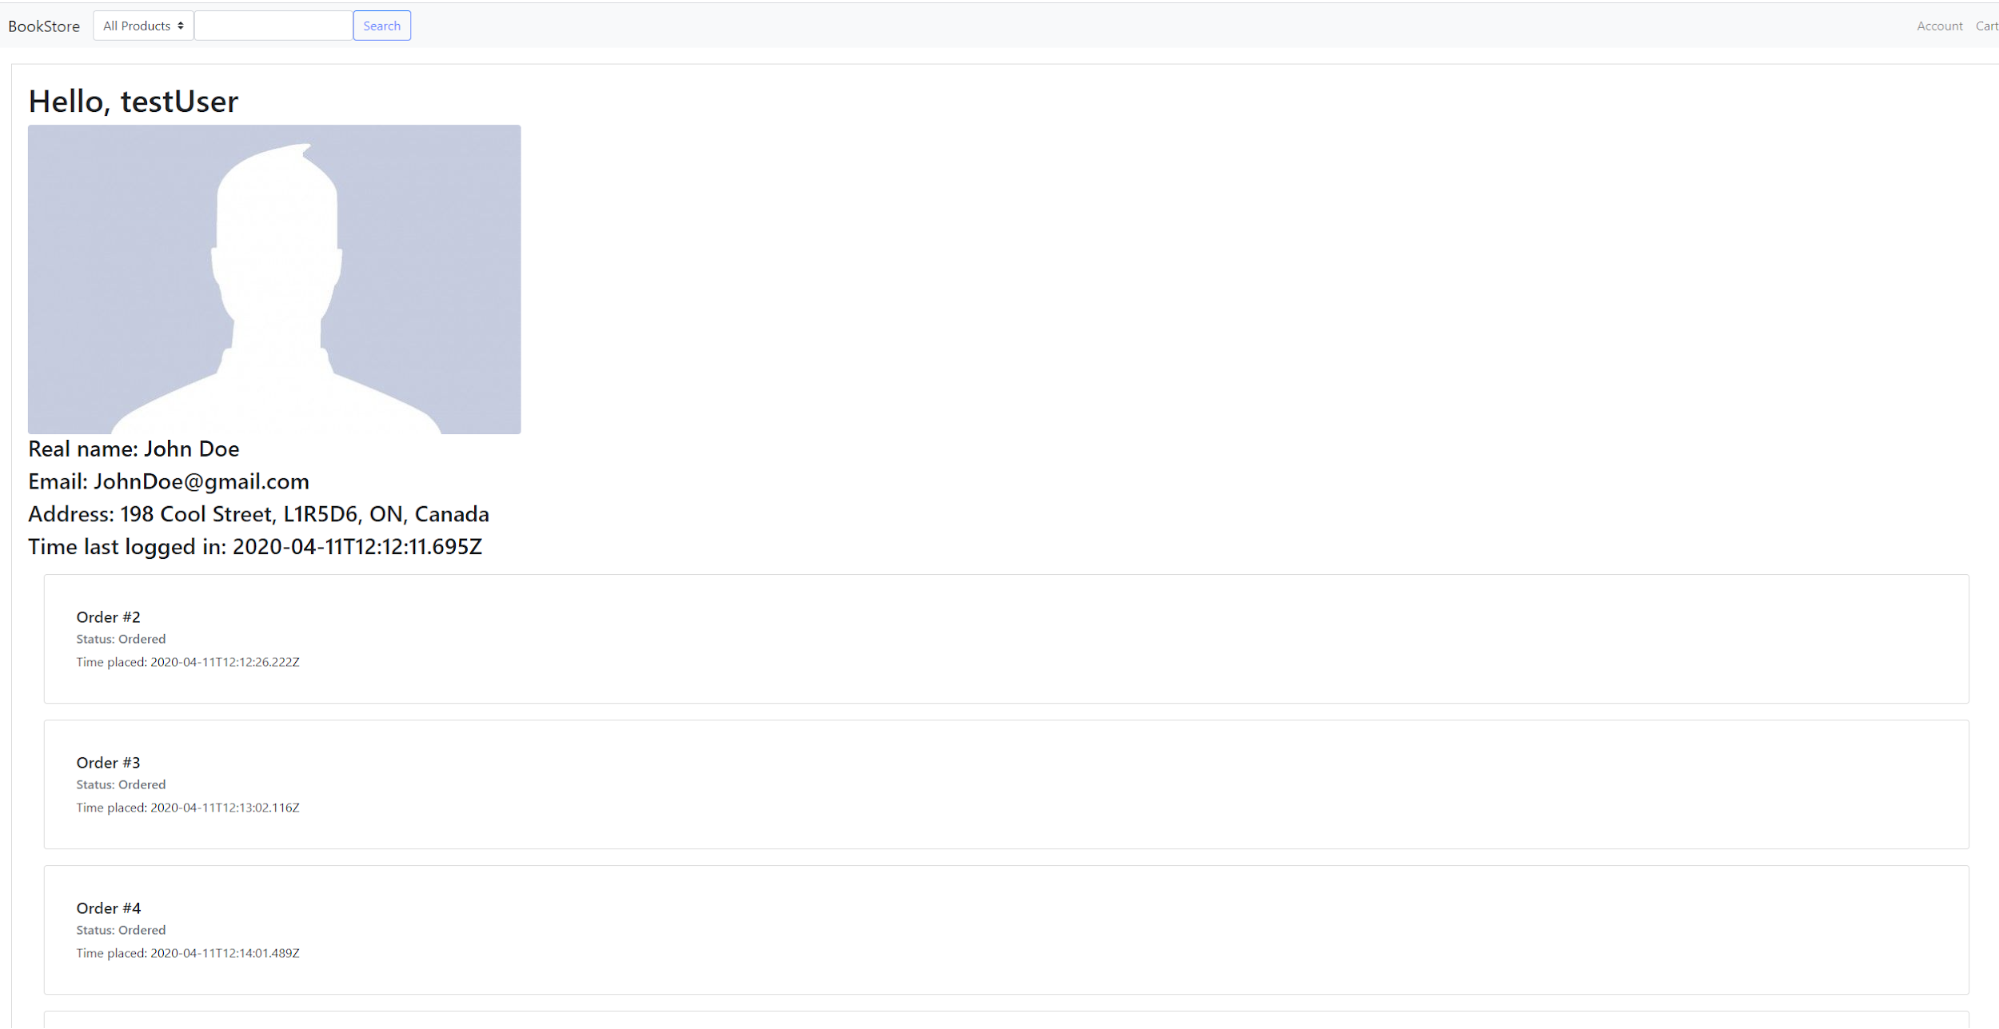 BookStore All Products Search Account Cart
Hello, testUser
Real name: John Doe
Email: JohnDoe@gmail.com
Address: 198 Cool Street, L1R5D6, ON, Canada
Time last logged in: 2020-04-11T12:12:11.695Z
Order #2
Status: Ordered
Time placed: 2020-04-11T12:12:26.222Z
Order #3
Status: Ordered
Time placed: 2020-04-11T12:13:02.116Z
Order #4
Status: Ordered
Time placed: 2020-04-11T12:14:01.489Z